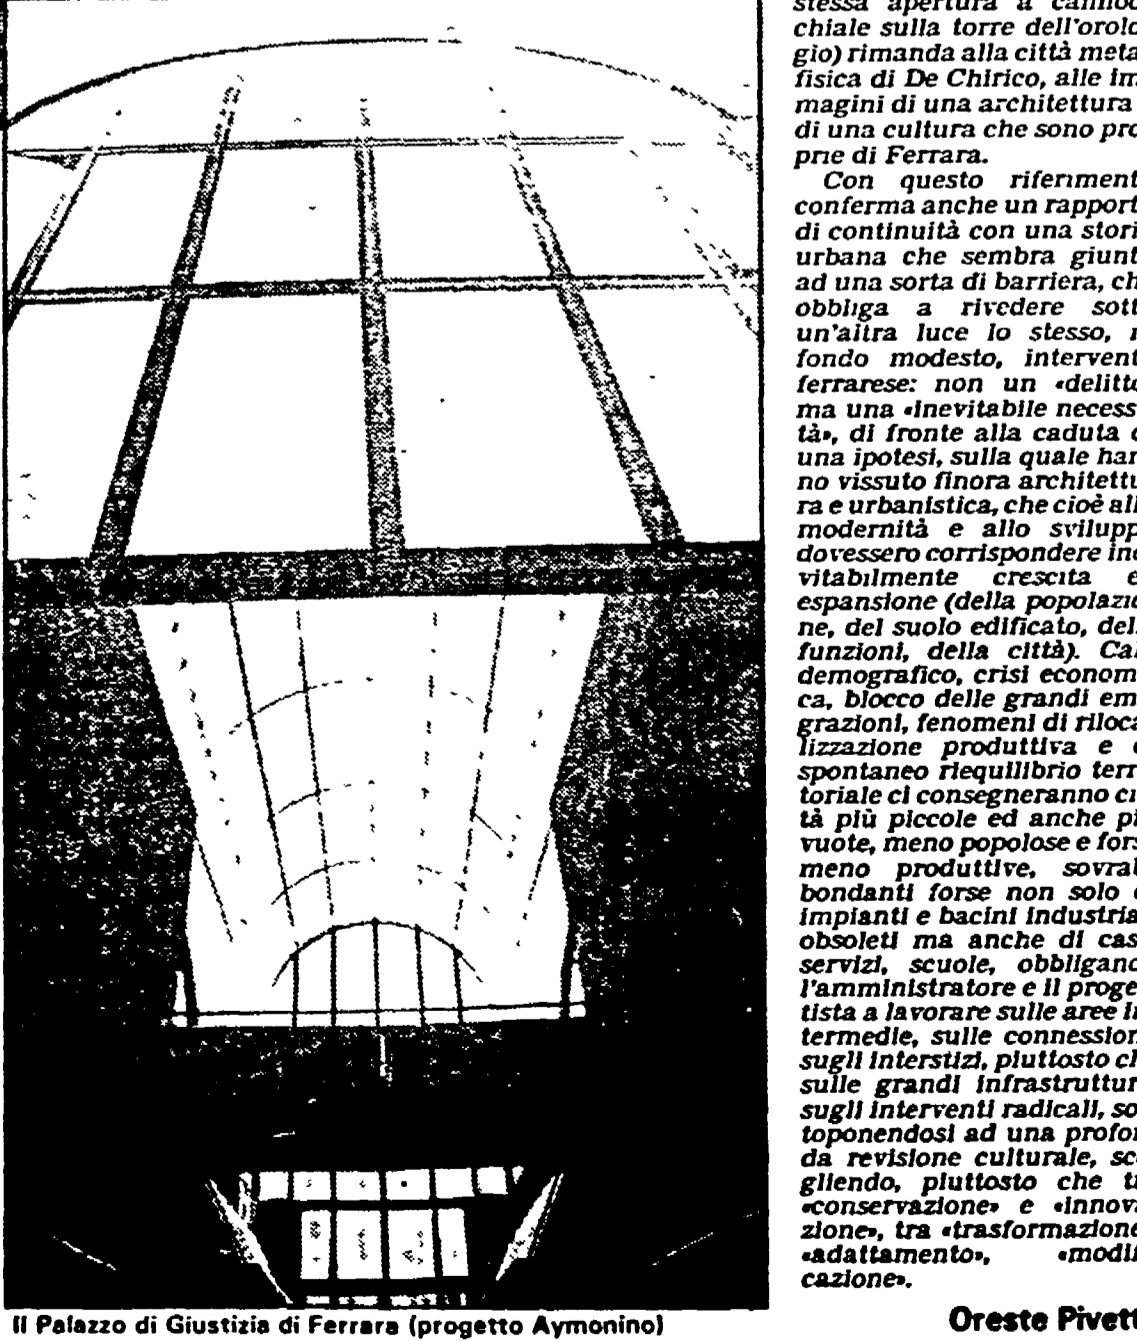 stessa apertura a cannoc
chiale sulla torre dell'orolo
gio) rimanda alla città meta
fisica di De Chirico, alle im
magini di una architettura
di una cultura che sono pro
prie di Ferrara.
Con questo riferiment
conferma anche un rapport
di continuità con una stori
urbana che sembra giunt
ad una sorta di barriera, ch
obbliga a rivedere sott
un'altra luce lo stesso,
fondo modesto, intervent
ferrarese: non un «delitto
ma una «inevitabile necess
tà», di fronte alla caduta
una ipotesi, sulla quale han
no vissuto finora architettu
ra e urbanistica, che cioè all
modernità e allo svilupp
dovessero corrispondere ine
vitabilmente crescita e
espansione (della popolazio
ne, del suolo edificato, dell
funzioni, della città). Cal
demografico, crisi econom
ca, blocco delle grandi em
grazioni, fenomeni di riloca
lizzazione produttiva e
spontaneo riequilibrio terr
toriale ci consegneranno cit
tà più piccole ed anche pi
vuote, meno popolose e fors
meno produttive, sovrab
bondanti forse non solo
impianti e bacini industria
obsoleti ma anche di cas
servizi, scuole, obbligand
l'amministratore e il proget
tista a lavorare sulle aree in
termedie, sulle connession
sugli interstizi, piuttosto ch
sulle grandi infrastruttur
sugli interventi radicali, sot
toponendosi ad una profon
da revisione culturale, sce
gliendo, piuttosto che tr
«conservazione» e «innova
zione», tra «trasformazione
«adattamento», «modifi
cazione».
Oreste Pivett
Il Palazzo di Giustizia di Ferrara (progetto Aymonino)